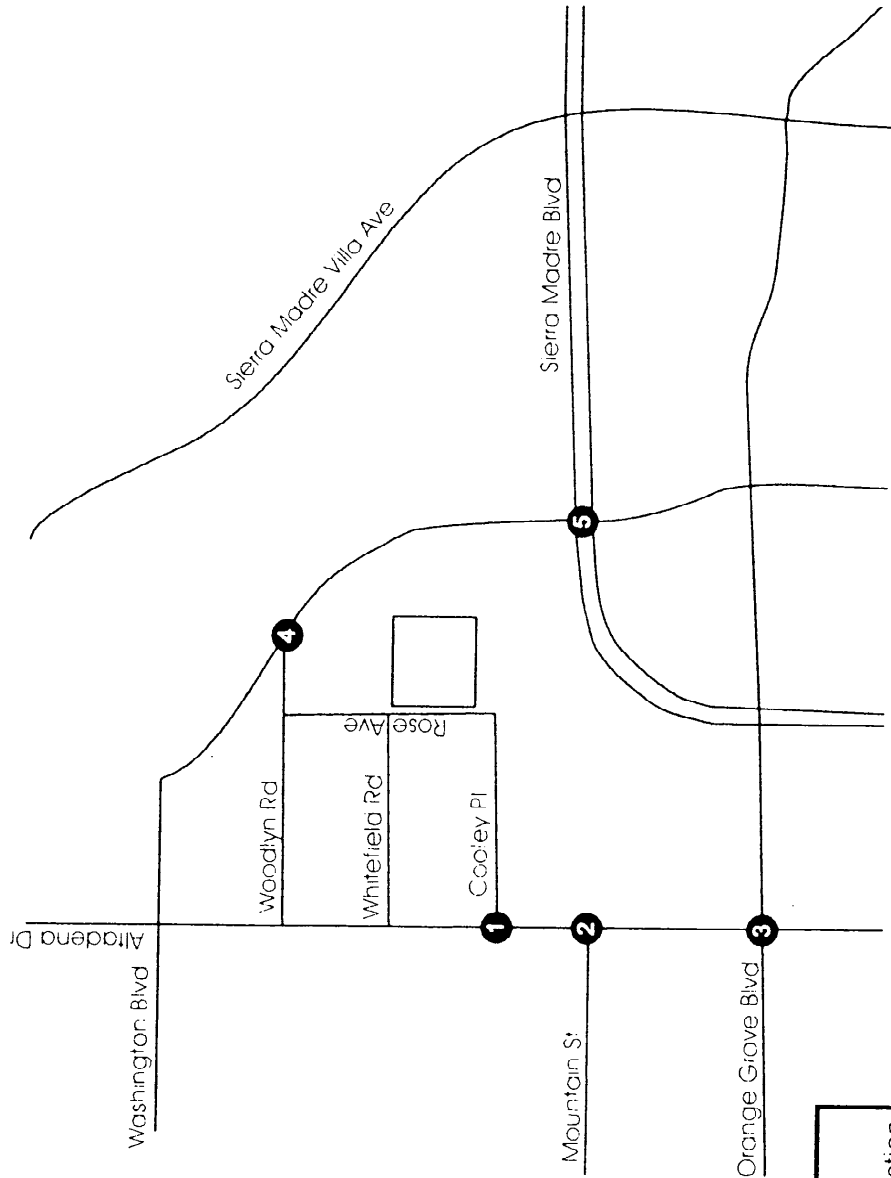 Sierra Madre Villa Ave
Sierra Madre Blvd
4
5
Rose Ave
Woodlyn Rd
Whitefield Rd
Cooley Pl
Altadena Dr
1
2
3
Washington Blvd
Mountain St
Orange Grove Blvd